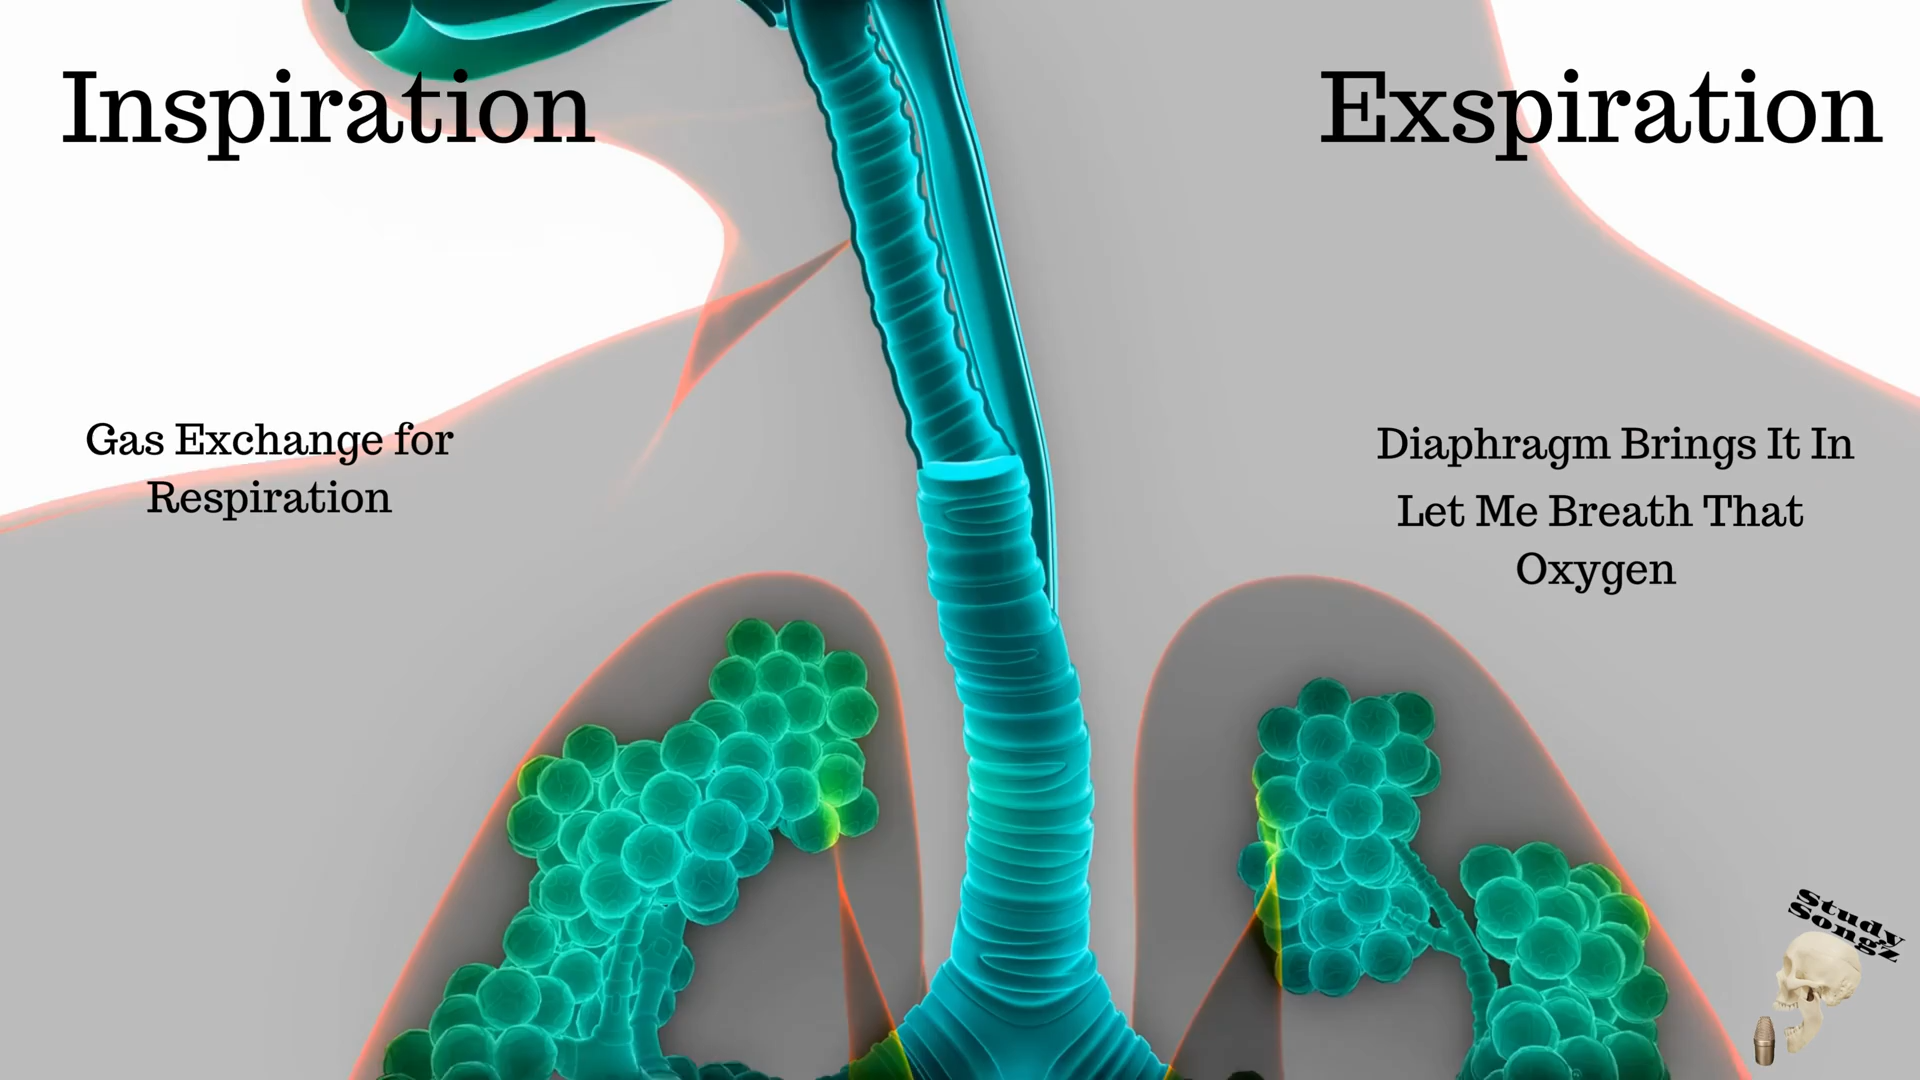 Inspiration
Exspiration
Gas Exchange for
Respiration
Diaphragm Brings It In
Let Me Breath That
Oxygen
Study
Songz